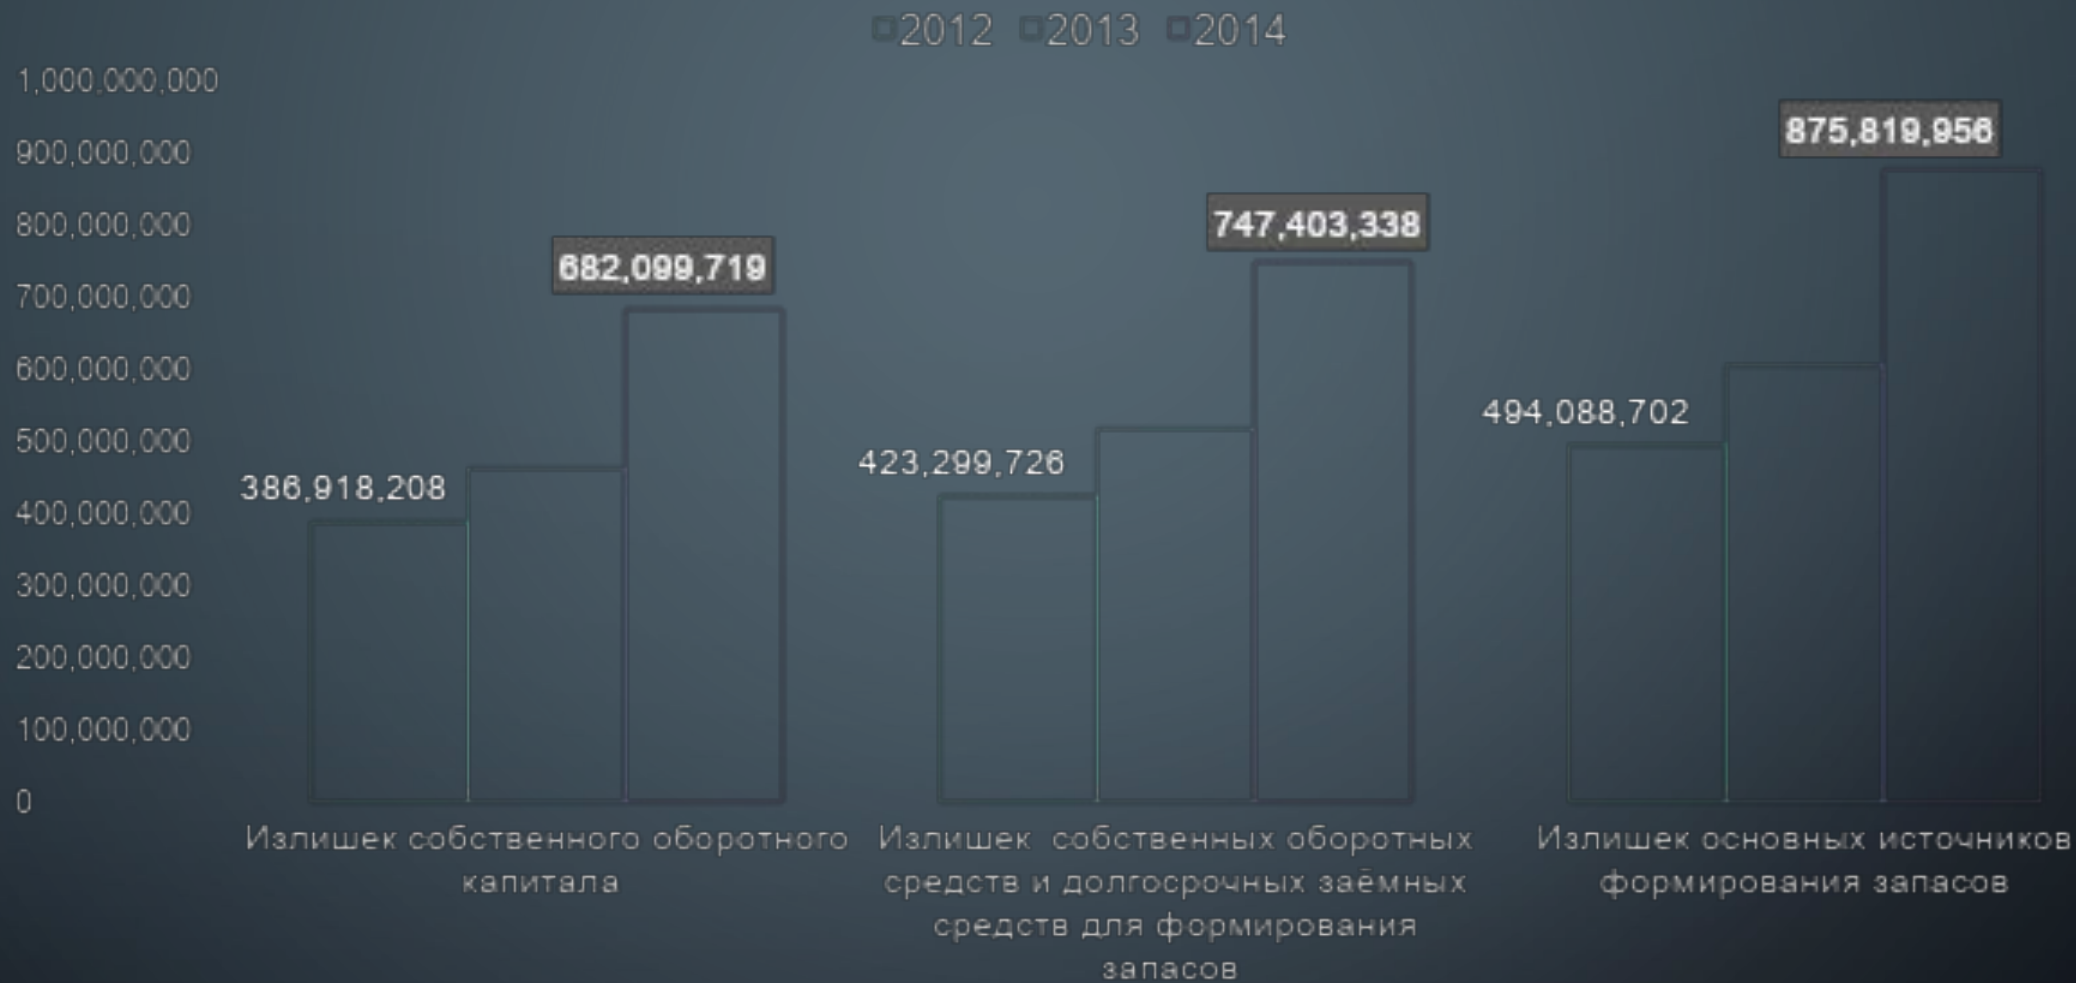 2012 2013 2014
1,000,000,000
900,000,000
800,000,000
700,000,000
600,000,000
500,000,000
400,000,000
300,000,000
200,000,000
100,000,000
0
386,918,208
682,099,719
423,299,726
747,403,338
494,088,702
875,819,956
Излишек собственного оборотного
капитала
Излишек собственных оборотных
средств и долгосрочных заёмных
средств для формирования
запасов
Излишек основных источников
формирования запасов